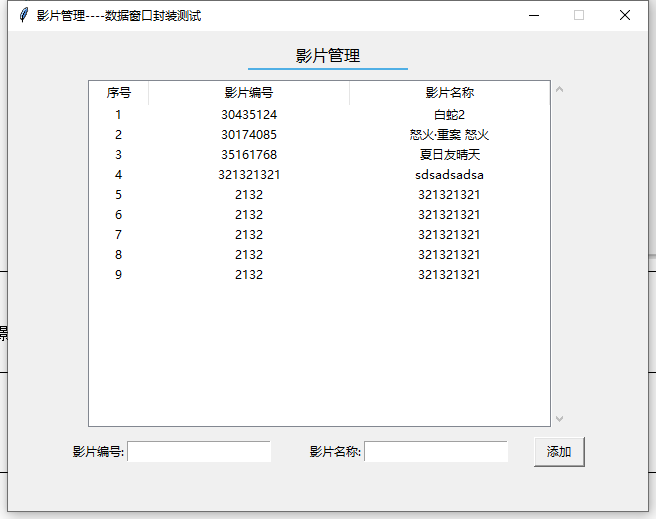 影片管理----数据窗口封装测试
影片管理
序号 影片编号 影片名称
1 30435124 白蛇2
2 30174085 怒火·重案 怒火
3 35161768 夏日友晴天
4 321321321 sdsadsadsa
5 2132 321321321
6 2132 321321321
7 2132 321321321
8 2132 321321321
9 2132 321321321
影片编号: 影片名称: 添加